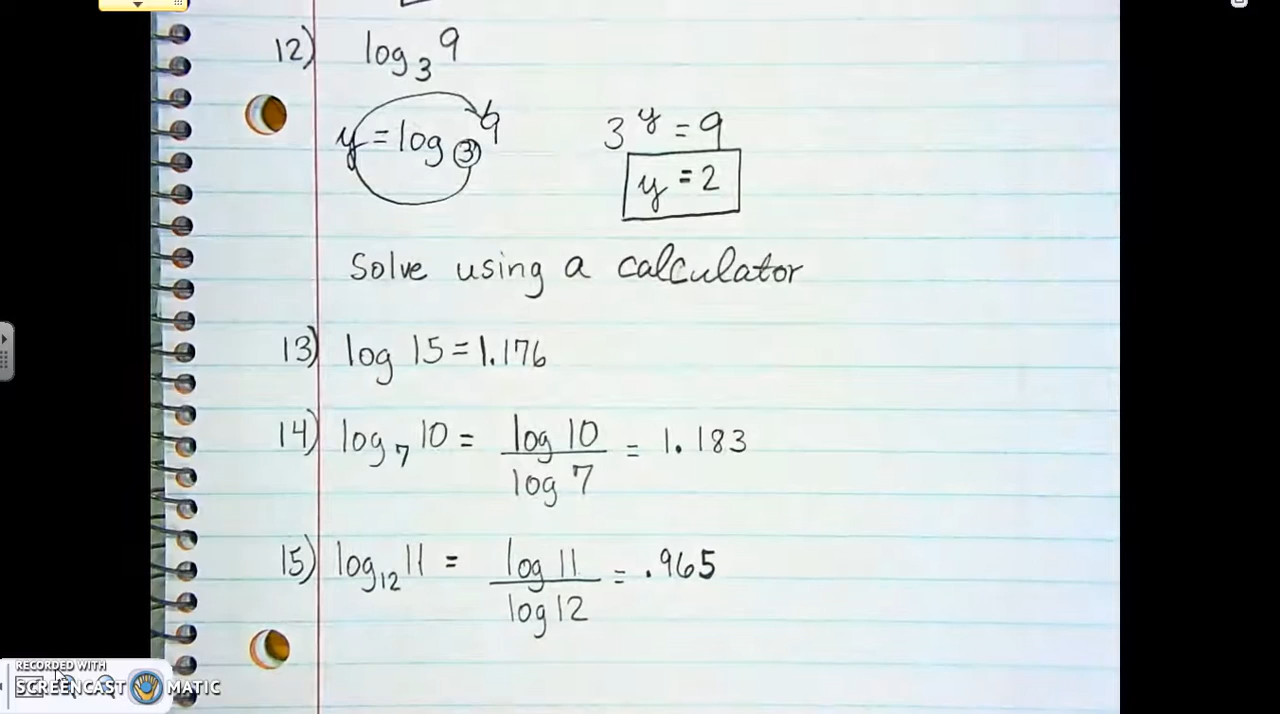 12) log₃ 9
y = log₃ 9
3^y = 9
y = 2
Solve using a calculator
13) log 15 = 1.176
14) log₇ 10 = log 10 / log 7 = 1.183
15) log₁₂ 11 = log 11 / log 12 = .965
RECORDED WITH
SCREENCAST MATIC